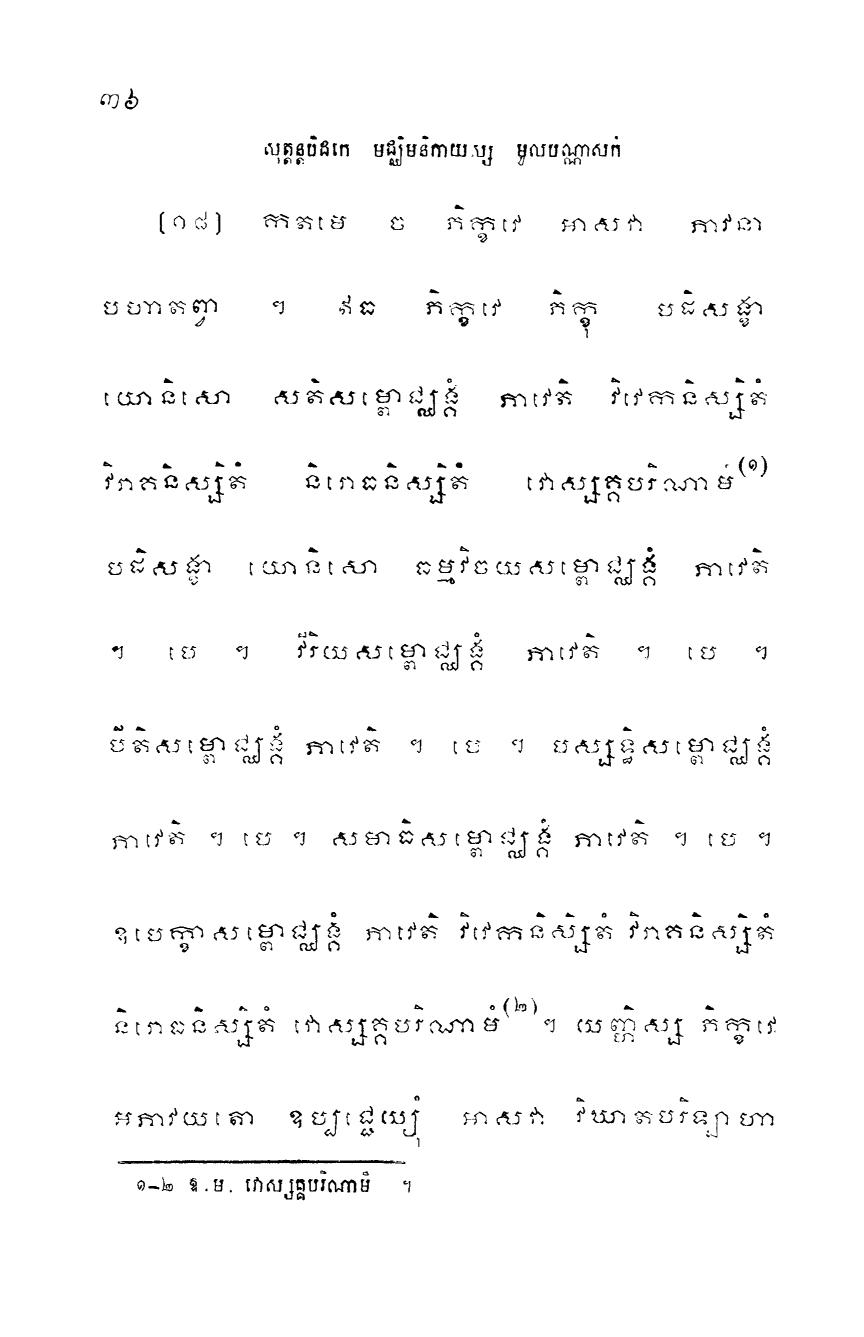 ៣៦
សុត្តន្តបិដកេ មជ្ឈិមនិកាយស្ស មូលបណ្ណាសកំ
[១៨] កតមេ ច ភិក្ខវេ អាសវា ភាវនា
បហាតព្វា ។ ឥធ ភិក្ខវេ ភិក្ខុ បដិសង្ខា
យោនិសោ សតិសម្ពោជ្ឈង្គំ ភាវេតិ វិវេកនិស្សិតំ
វិរាគនិស្សិតំ និរោធនិស្សិតំ វោស្សគ្គបរិណាមំ(១)
បដិសង្ខា យោនិសោ ធម្មវិចយសម្ពោជ្ឈង្គំ ភាវេតិ
។ បេ ។ វីរិយសម្ពោជ្ឈង្គំ ភាវេតិ ។ បេ ។
បីតិសម្ពោជ្ឈង្គំ ភាវេតិ ។ បេ ។ បស្សទ្ធិសម្ពោជ្ឈង្គំ
ភាវេតិ ។ បេ ។ សមាធិសម្ពោជ្ឈង្គំ ភាវេតិ ។ បេ ។
ឧបេក្ខាសម្ពោជ្ឈង្គំ ភាវេតិ វិវេកនិស្សិតំ វិរាគនិស្សិតំ
និរោធនិស្សិតំ វោស្សគ្គបរិណាមំ(២)។ យញ្ហិស្ស ភិក្ខវេ
អភាវយតោ ឧប្បជ្ជេយ្យុំ អាសវា វិឃាតបរិឡាហា
១-២ ឱ.ម. វោស្សគ្គបរិណាមឹ ។